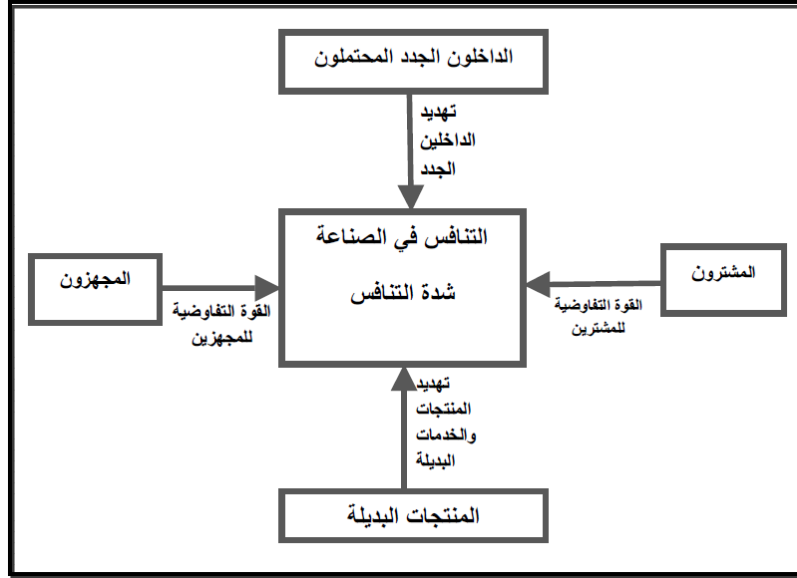 الداخلون الجدد المحتملون
تهديد
الداخلين
الجدد
التنافس في الصناعة
شدة التنافس
المشترون
القوة التفاوضية
للمشترين
المجهزون
القوة التفاوضية
للمجهزين
تهديد
المنتجات
والخدمات
البديلة
المنتجات البديلة